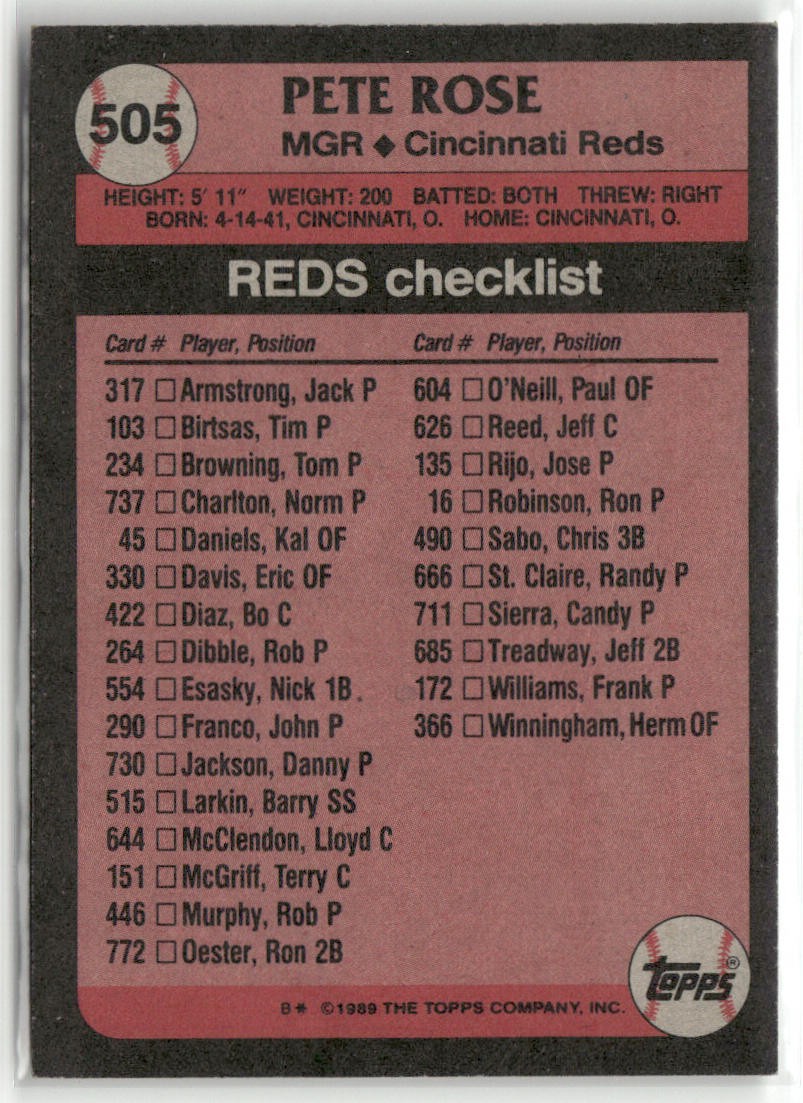 505
PETE ROSE
MGR ◆ Cincinnati Reds
HEIGHT: 5' 11" WEIGHT: 200 BATTED: BOTH THREW: RIGHT
BORN: 4-14-41, CINCINNATI, O. HOME: CINCINNATI, O.
REDS checklist
Card # Player, Position
317 □ Armstrong, Jack P
103 □ Birtsas, Tim P
234 □ Browning, Tom P
737 □ Charlton, Norm P
45 □ Daniels, Kal OF
330 □ Davis, Eric OF
422 □ Diaz, Bo C
264 □ Dibble, Rob P
554 □ Esasky, Nick 1B
290 □ Franco, John P
730 □ Jackson, Danny P
515 □ Larkin, Barry SS
644 □ McClendon, Lloyd C
151 □ McGriff, Terry C
446 □ Murphy, Rob P
772 □ Oester, Ron 2B
Card # Player, Position
604 □ O'Neill, Paul OF
626 □ Reed, Jeff C
135 □ Rijo, Jose P
16 □ Robinson, Ron P
490 □ Sabo, Chris 3B
666 □ St. Claire, Randy P
711 □ Sierra, Candy P
685 □ Treadway, Jeff 2B
172 □ Williams, Frank P
366 □ Winningham, Herm OF
TOPPS®
B* ©1989 THE TOPPS COMPANY, INC.